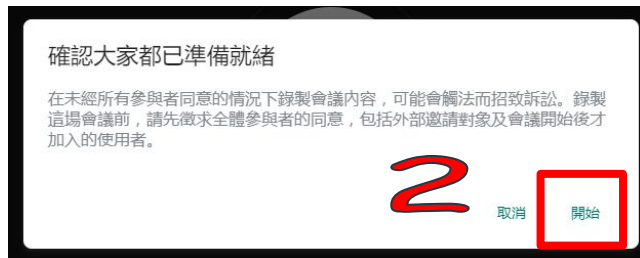 確認大家都已準備就緒
在未經所有參與者同意的情況下錄製會議內容，可能會觸法而招致訴訟。錄製
這場會議前，請先徵求全體參與者的同意，包括外部邀請對象及會議開始後才
加入的使用者。
2
取消 開始